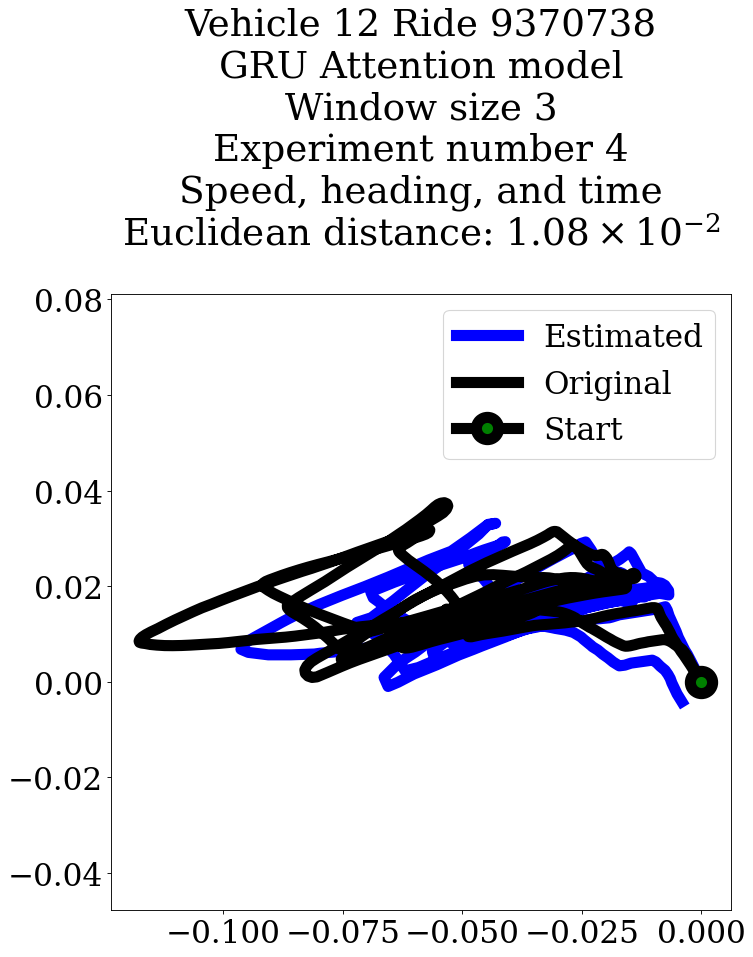 Vehicle 12 Ride 9370738
GRU Attention model
Window size 3
Experiment number 4
Speed, heading, and time
Euclidean distance: 1.08 × 10⁻²
0.08
Estimated
0.06
Original
Start
0.04
0.02
0.00
−0.02
−0.04
−0.100 −0.075 −0.050 −0.025 0.000